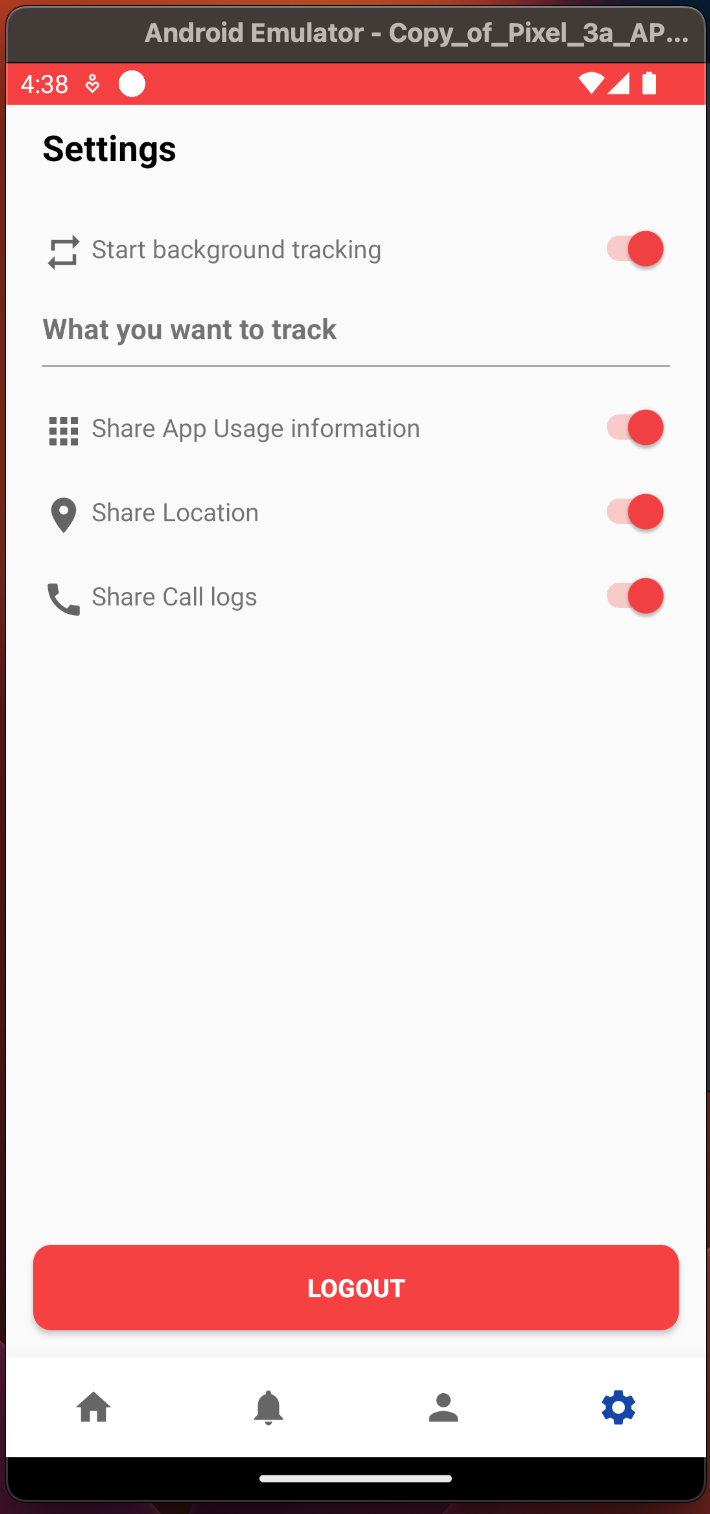 Android Emulator - Copy_of_Pixel_3a_AP...
4:38
Settings
Start background tracking
What you want to track
Share App Usage information
Share Location
Share Call logs
LOGOUT